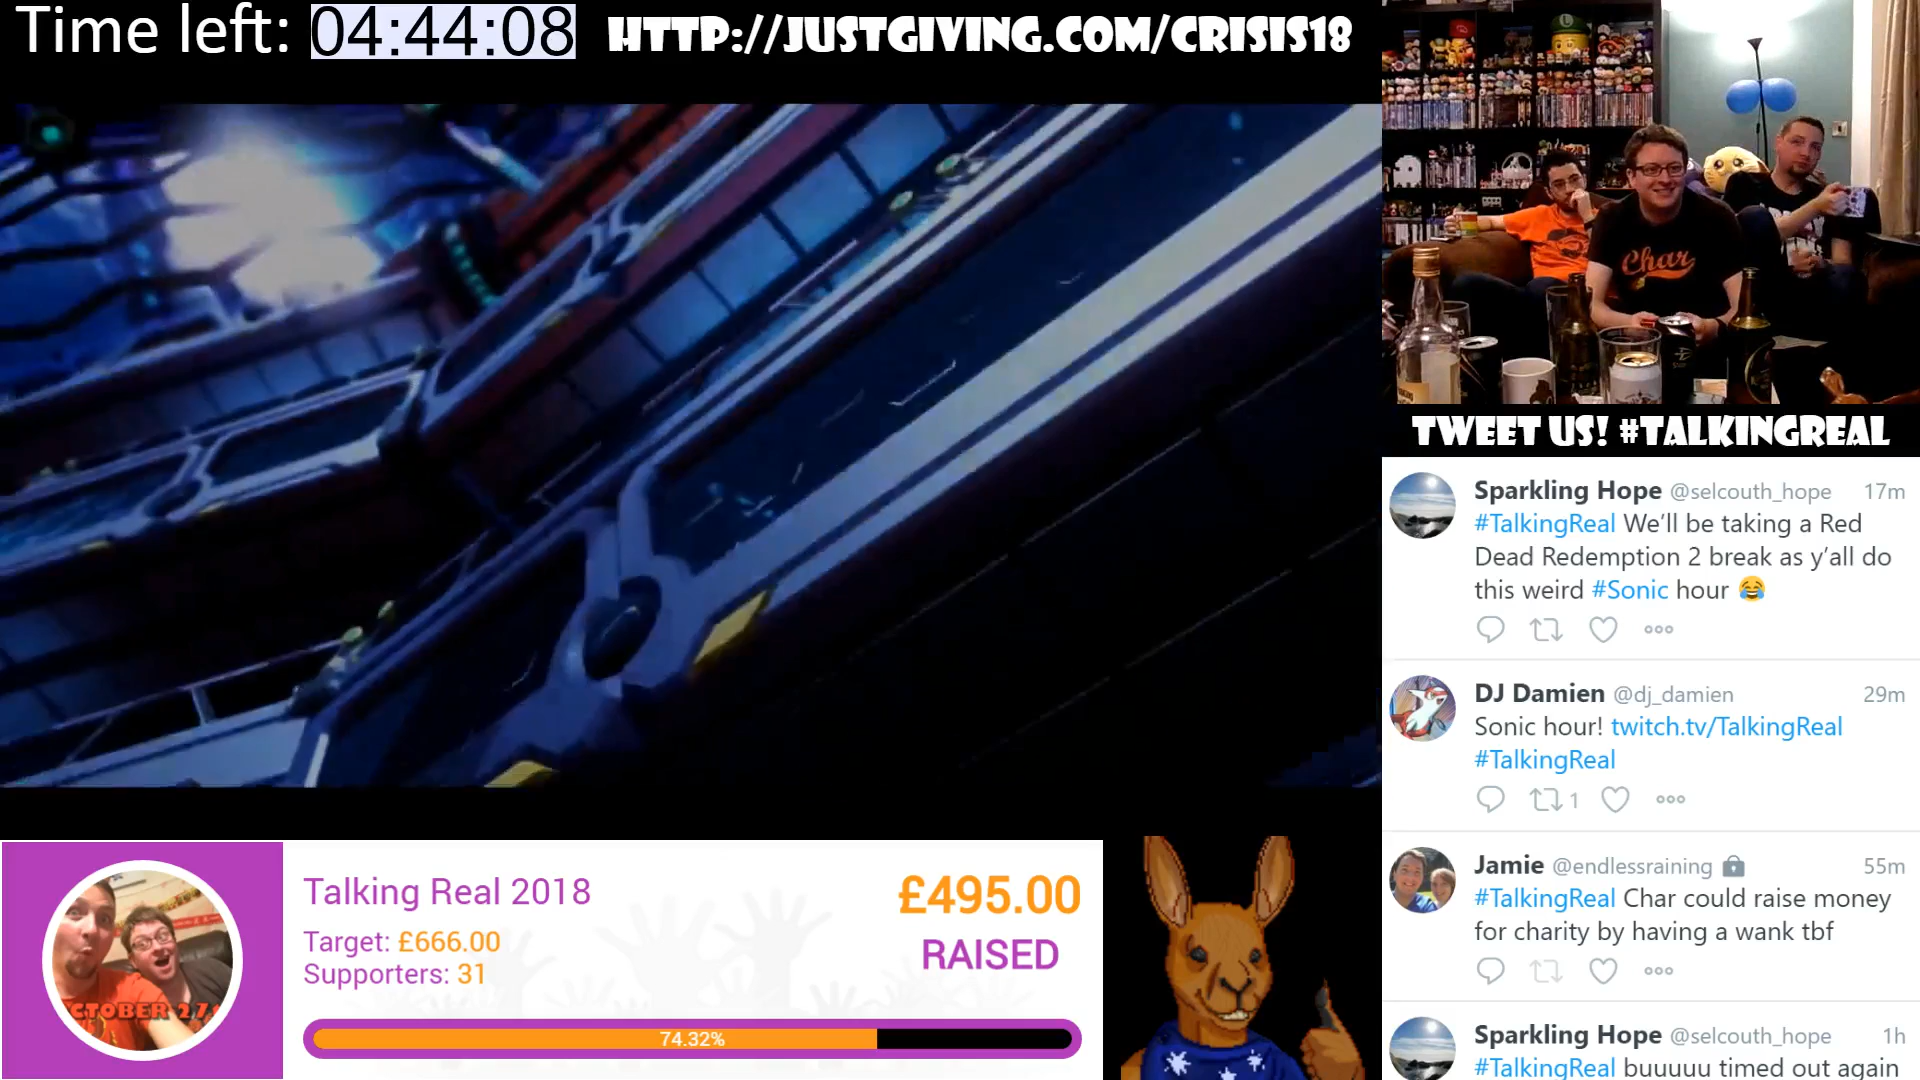 Time left: 04:44:08
HTTP://JUSTGIVING.COM/CRISIS18
Char
TWEET US! #TALKINGREAL
Sparkling Hope @selcouth_hope 17m
#TalkingReal We’ll be taking a Red
Dead Redemption 2 break as y’all do
this weird #Sonic hour 😂
DJ Damien @dj_damien 29m
Sonic hour! twitch.tv/TalkingReal
#TalkingReal
1
Jamie @endlessraining 55m
#TalkingReal Char could raise money
for charity by having a wank tbf
Sparkling Hope @selcouth_hope 1h
#TalkingReal buuuuu timed out again
CTOBER 27
Talking Real 2018
Target: £666.00
Supporters: 31
£495.00
RAISED
74.32%